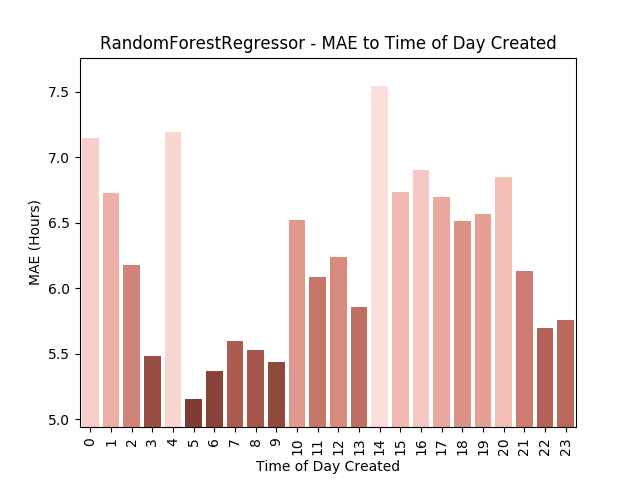 RandomForestRegressor - MAE to Time of Day Created
MAE (Hours)
7.5
7.0
6.5
6.0
5.5
5.0
0 1 2 3 4 5 6 7 8 9 10 11 12 13 14 15 16 17 18 19 20 21 22 23
Time of Day Created